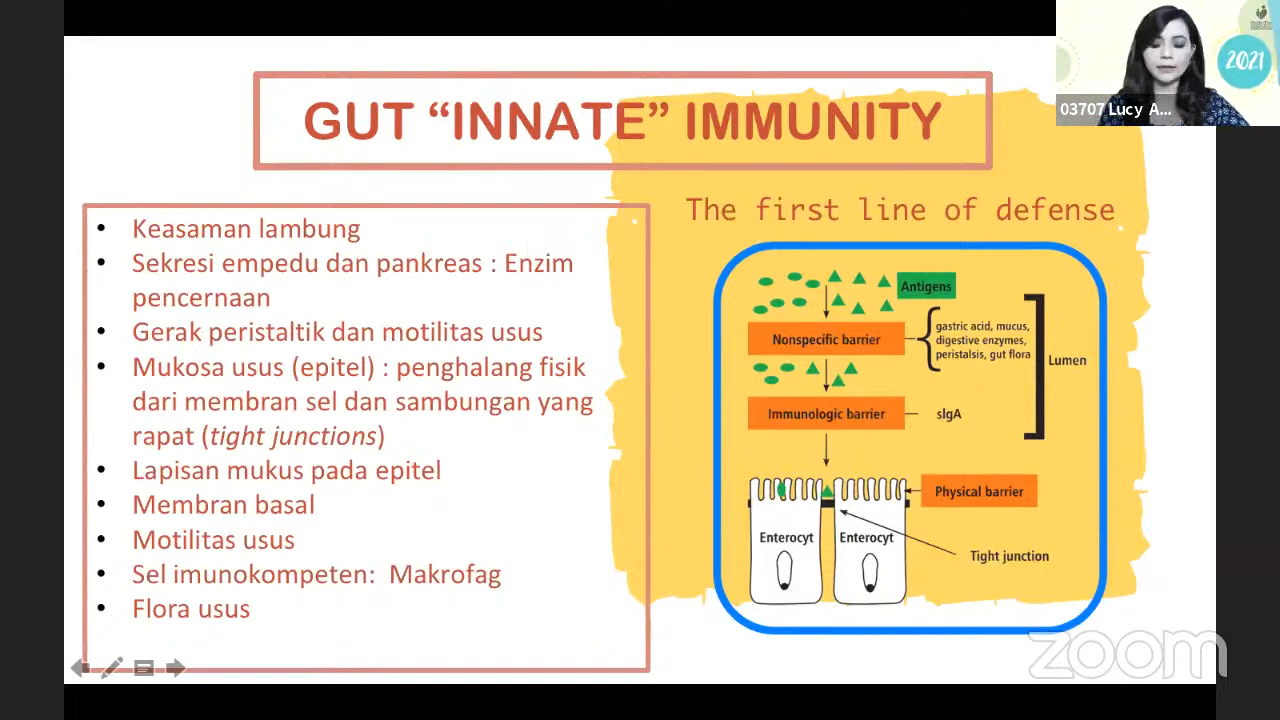 2021
03707 Lucy A...
GUT “INNATE” IMMUNITY
• Keasaman lambung
• Sekresi empedu dan pankreas : Enzim
pencernaan
• Gerak peristaltik dan motilitas usus
• Mukosa usus (epitel) : penghalang fisik
dari membran sel dan sambungan yang
rapat (tight junctions)
• Lapisan mukus pada epitel
• Membran basal
• Motilitas usus
• Sel imunokompeten: Makrofag
• Flora usus
The first line of defense
Antigens
Nonspecific barrier
gastric acid, mucus,
digestive enzymes,
peristalsis, gut flora
Lumen
Immunologic barrier
sIgA
Physical barrier
Enterocyt
Enterocyt
Tight junction
zoom